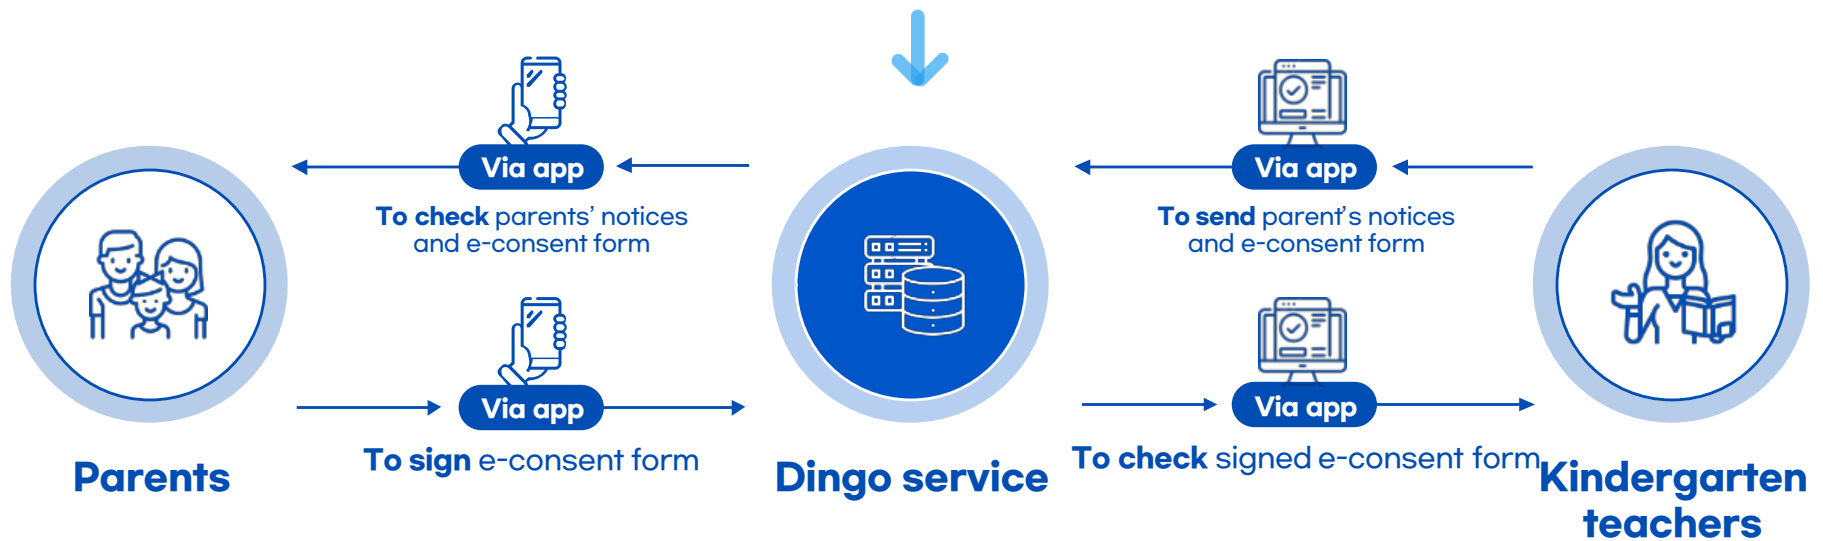 Via app
To check parents' notices
and e-consent form
Via app
To send parent's notices
and e-consent form
Via app
To sign e-consent form
Via app
To check signed e-consent form
Parents
Dingo service
Kindergarten
teachers